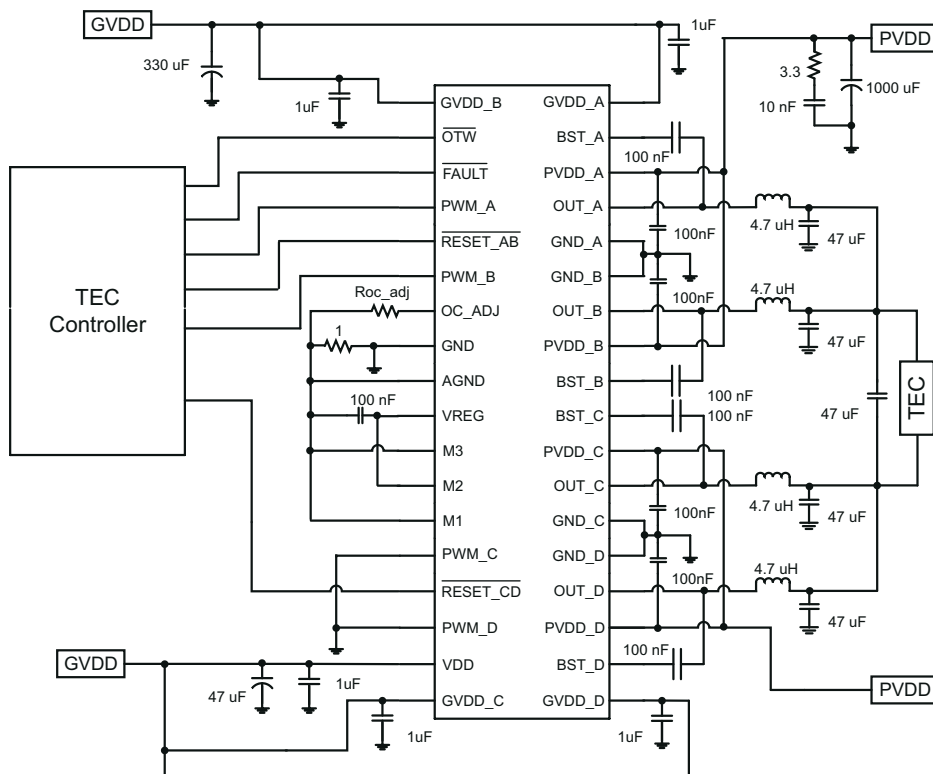 GVDD
1uF
PVDD
330 uF
3.3
1000 uF
1uF
10 nF
GVDD_B
GVDD_A
OTW
BST_A
100 nF
FAULT
PVDD_A
PWM_A
OUT_A
4.7 uH
47 uF
100nF
RESET_AB
GND_A
PWM_B
GND_B
TEC
Controller
Roc_adj
100nF
4.7 uH
OC_ADJ
OUT_B
1
GND
PVDD_B
47 uF
AGND
BST_B
100 nF
TEC
100 nF
VREG
BST_C
100 nF
47 uF
M3
PVDD_C
M2
OUT_C
4.7 uH
47 uF
100nF
M1
GND_C
PWM_C
GND_D
4.7 uH
100nF
RESET_CD
OUT_D
47 uF
PWM_D
PVDD_D
100 nF
GVDD
VDD
BST_D
47 uF
1uF
PVDD
GVDD_C
GVDD_D
1uF
1uF